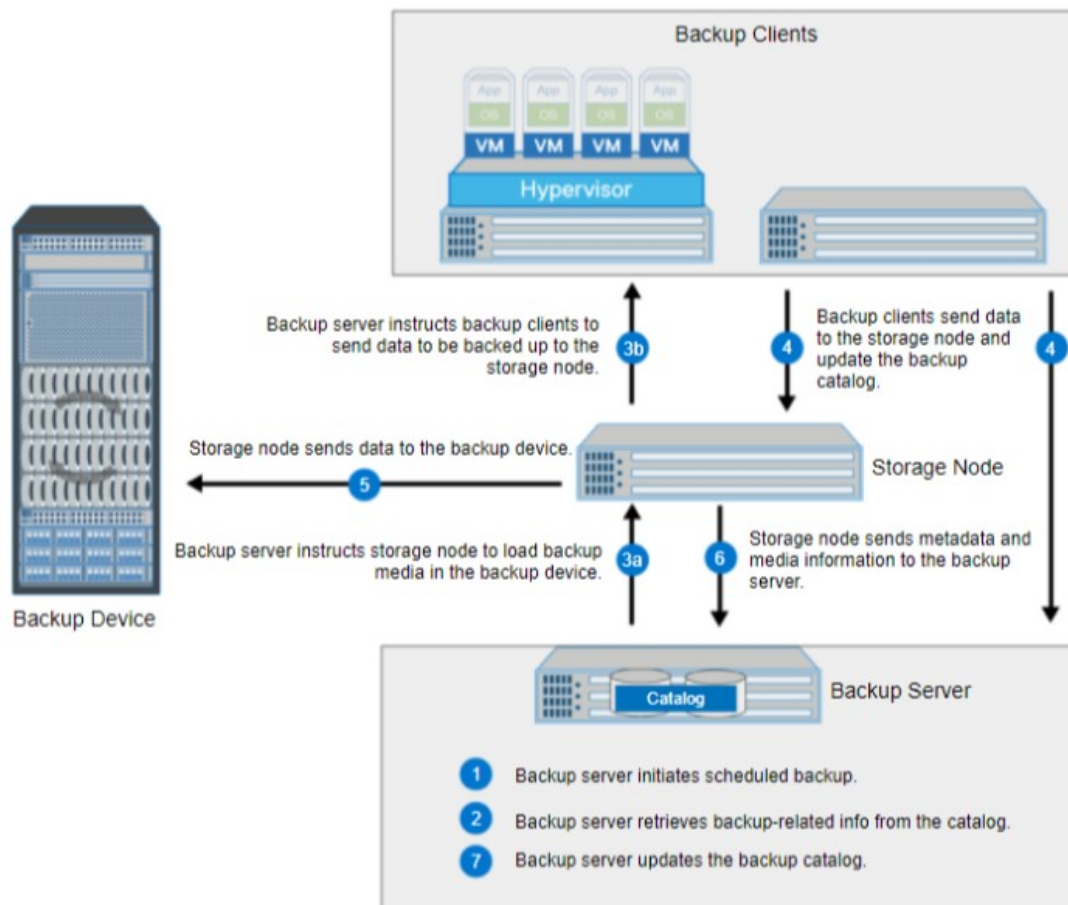 Backup Clients
App
App
App
App
OS
OS
OS
OS
VM
VM
VM
VM
Hypervisor
Backup server instructs backup clients to
send data to be backed up to the
storage node.
3b
4
Backup clients send data
to the storage node and
update the backup
catalog.
4
Storage node sends data to the backup device.
5
Storage Node
Backup server instructs storage node to load backup
media in the backup device.
3a
6
Storage node sends metadata and
media information to the backup
server.
Backup Device
Catalog
Backup Server
1 Backup server initiates scheduled backup.
2 Backup server retrieves backup-related info from the catalog.
7 Backup server updates the backup catalog.